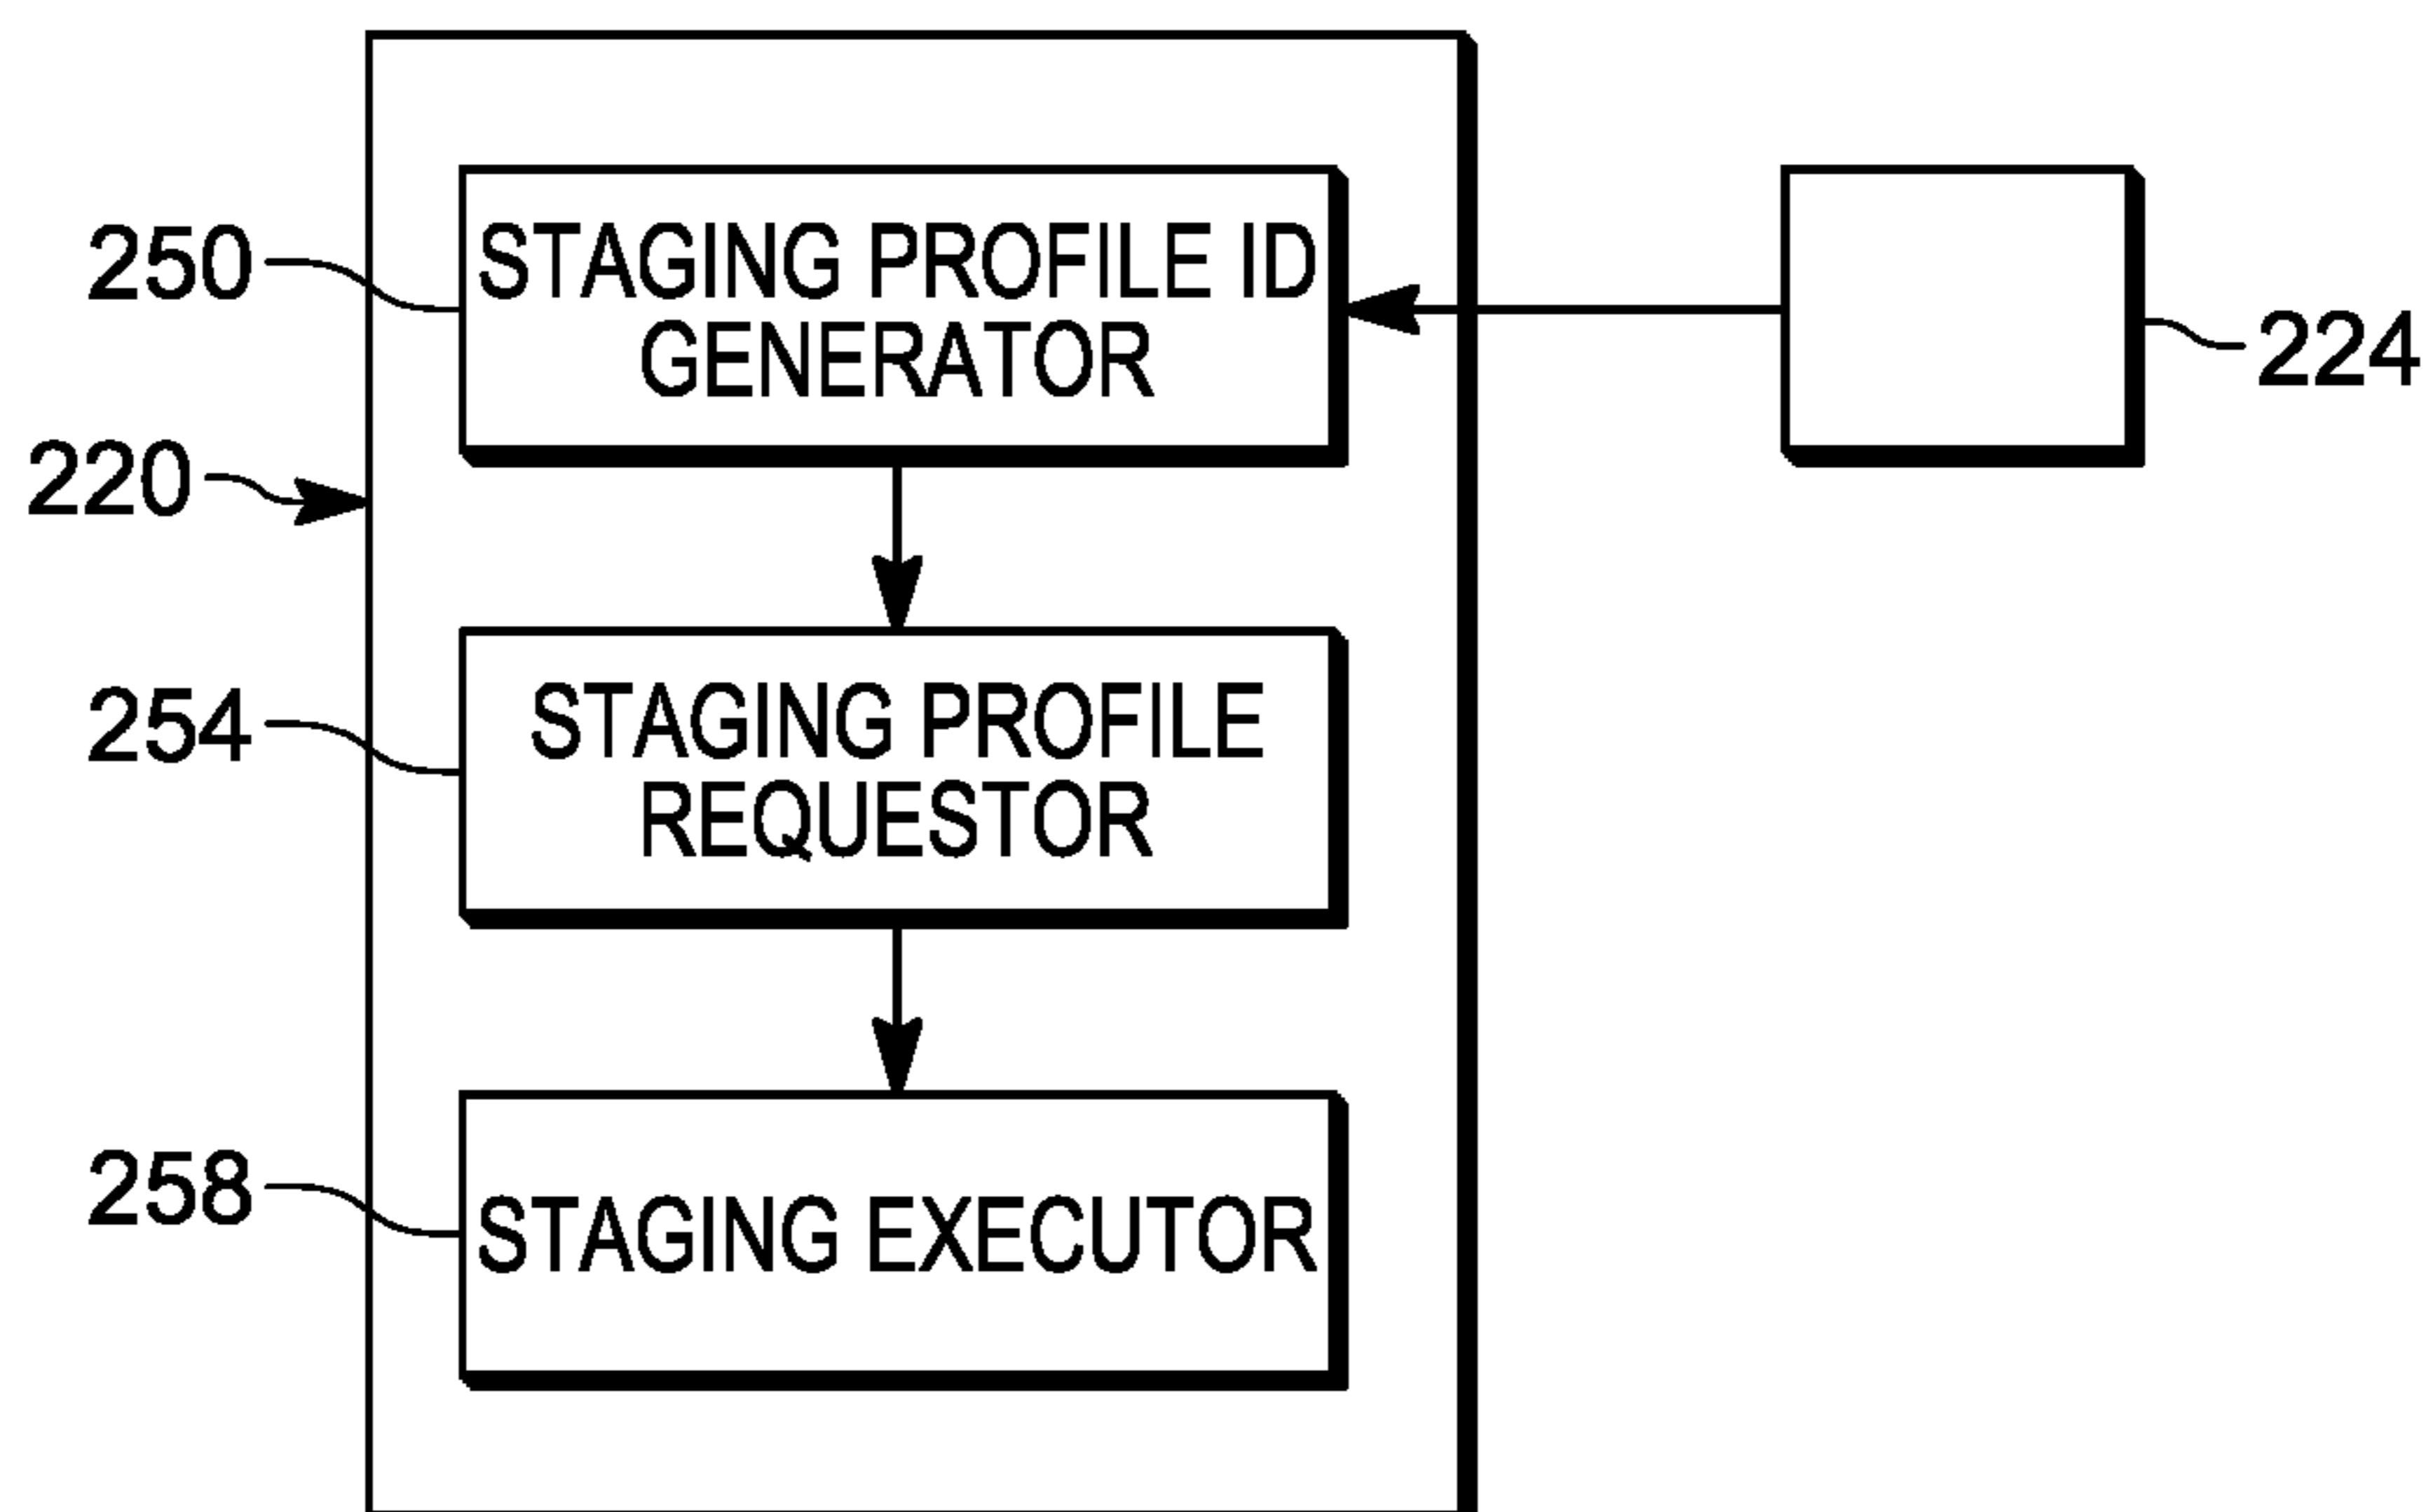 250
STAGING PROFILE ID
GENERATOR
224
220
254
STAGING PROFILE
REQUESTOR
258
STAGING EXECUTOR